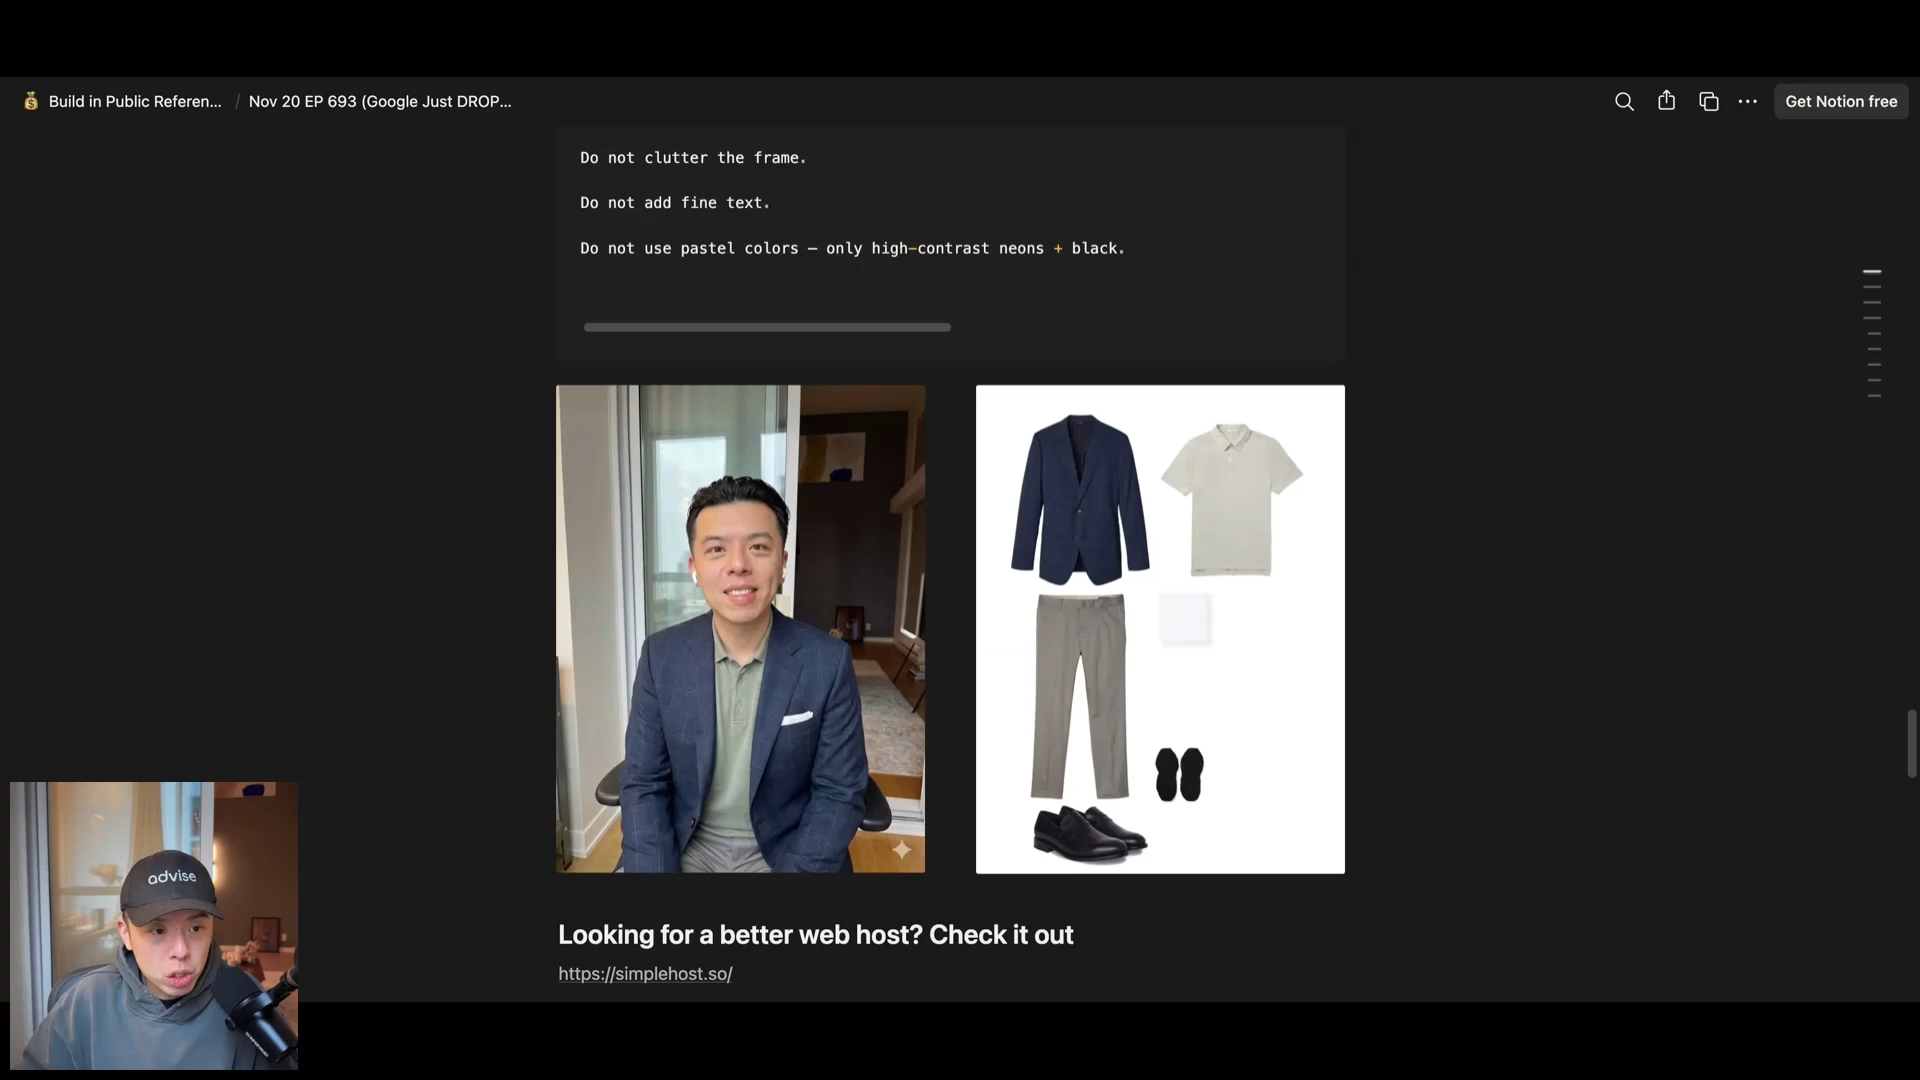 Build in Public Referen... / Nov 20 EP 693 (Google Just DROP...
Get Notion free
Do not clutter the frame.
Do not add fine text.
Do not use pastel colors — only high-contrast neons + black.
advise
Looking for a better web host? Check it out
https://simplehost.so/